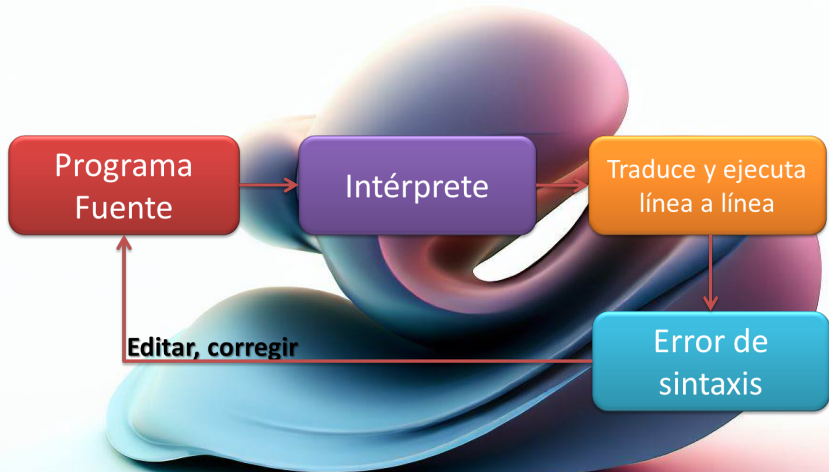 Programa
Fuente
Intérprete
Traduce y ejecuta
línea a línea
Editar, corregir
Error de
sintaxis